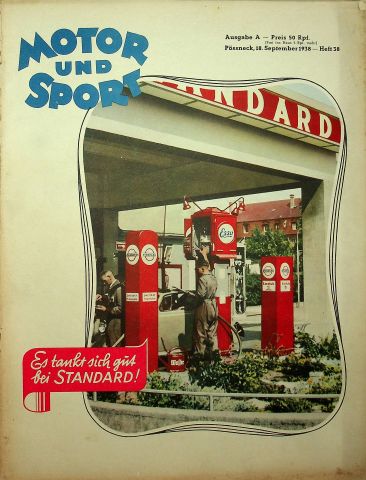 MOTOR
UND
SPORT
Ausgabe A — Preis 50 Rpf.
Pössneck, 18. September 1938 — Heft 38
STANDARD
Esso
Es tankt sich gut
bei STANDARD!